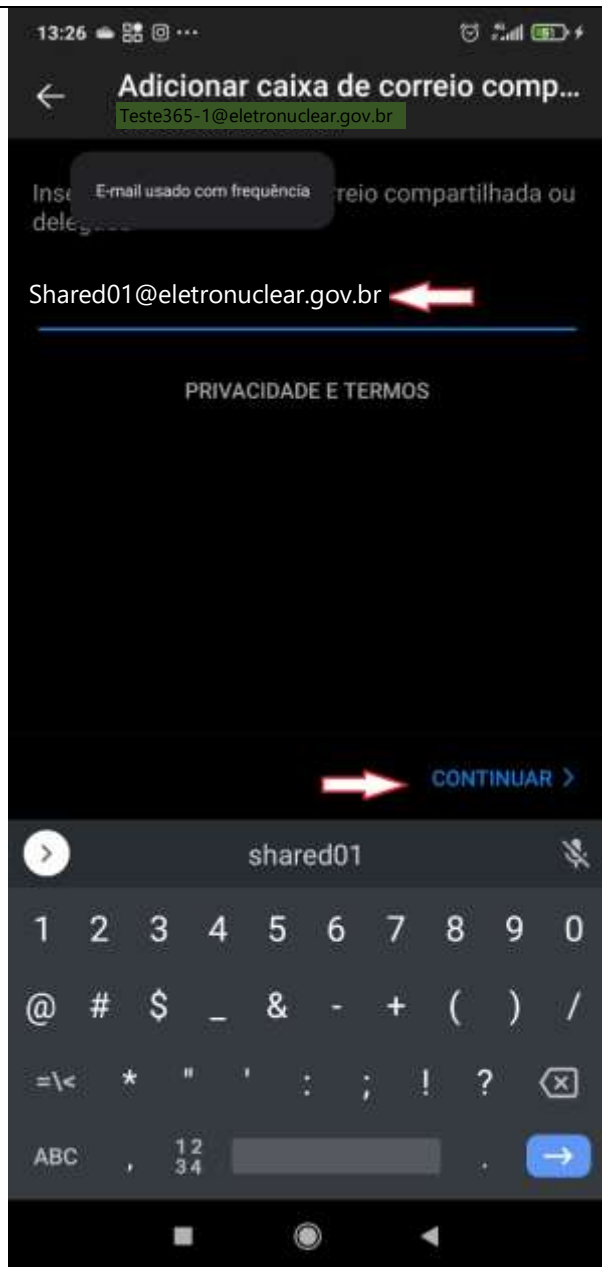 13:26
Adicionar caixa de correio comp...
Teste365-1@eletronuclear.gov.br
E-mail usado com frequência
Inse reio compartilhada ou
dele
Shared01@eletronuclear.gov.br
PRIVACIDADE E TERMOS
CONTINUAR >
shared01
1 2 3 4 5 6 7 8 9 0
@ # $ _ & - + ( ) /
=\< * " ' : ; ! ? 
ABC , 12 34 .